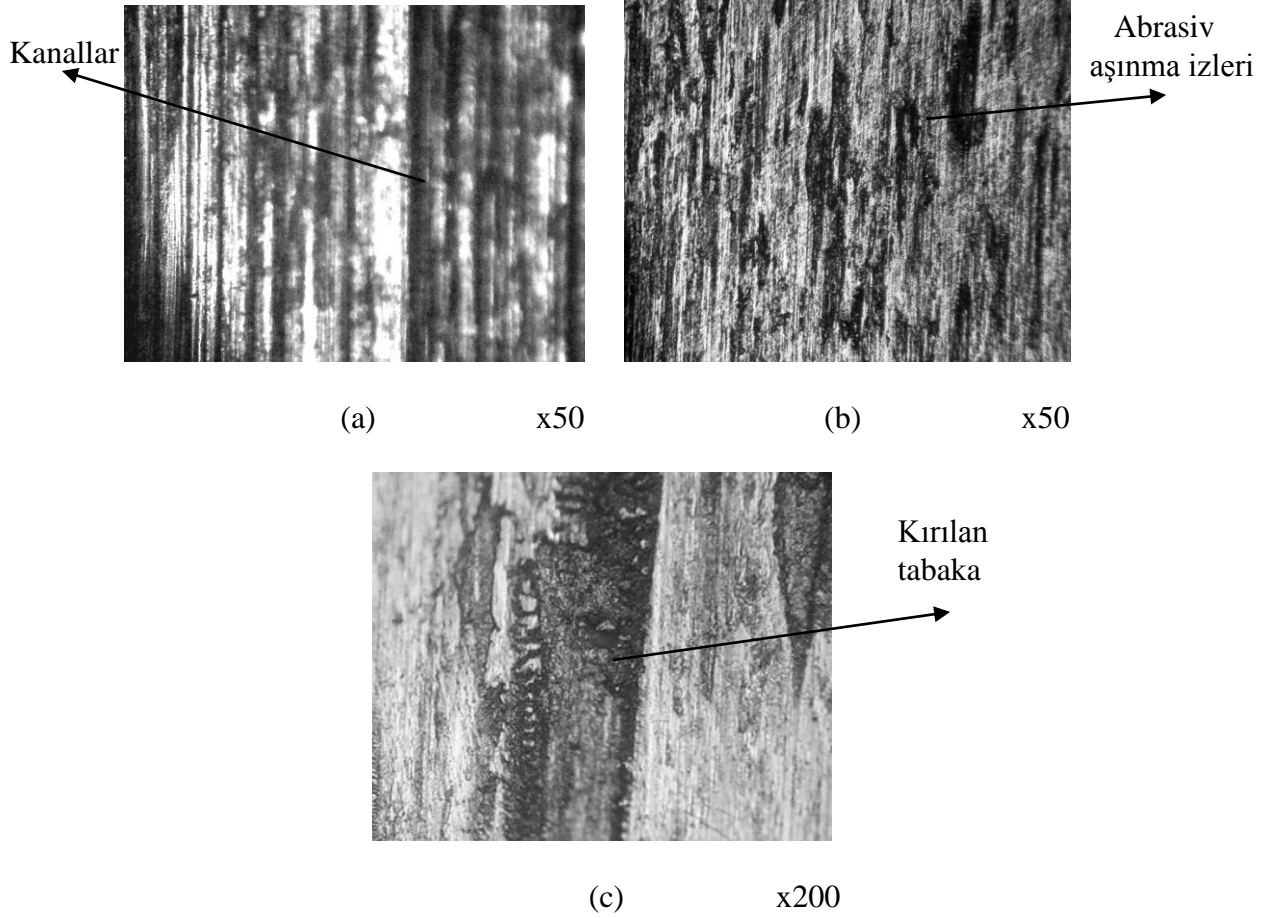 Kanallar
Abrasiv
aşınma izleri
(a) x50
(b) x50
Kırılan
tabaka
(c) x200